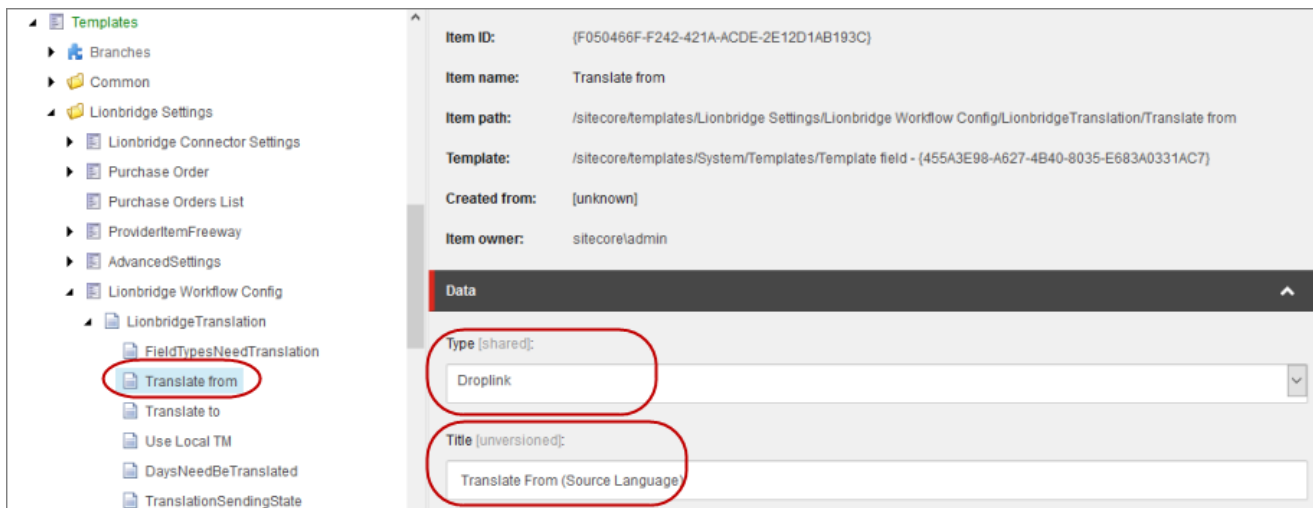 Templates
Branches
Common
Lionbridge Settings
Lionbridge Connector Settings
Purchase Order
Purchase Orders List
ProviderItemFreeway
AdvancedSettings
Lionbridge Workflow Config
LionbridgeTranslation
FieldTypesNeedTranslation
Translate from
Translate to
Use Local TM
DaysNeedBeTranslated
TranslationSendingState
Item ID: {F050466F-F242-421A-ACDE-2E12D1AB193C}
Item name: Translate from
Item path: /sitecore/templates/Lionbridge Settings/Lionbridge Workflow Config/LionbridgeTranslation/Translate from
Template: /sitecore/templates/System/Templates/Template field - {455A3E98-A627-4B40-8035-E683A0331AC7}
Created from: [unknown]
Item owner: sitecore\admin
Data
Type [shared]:
Droplink
Title [unversioned]:
Translate From (Source Language)